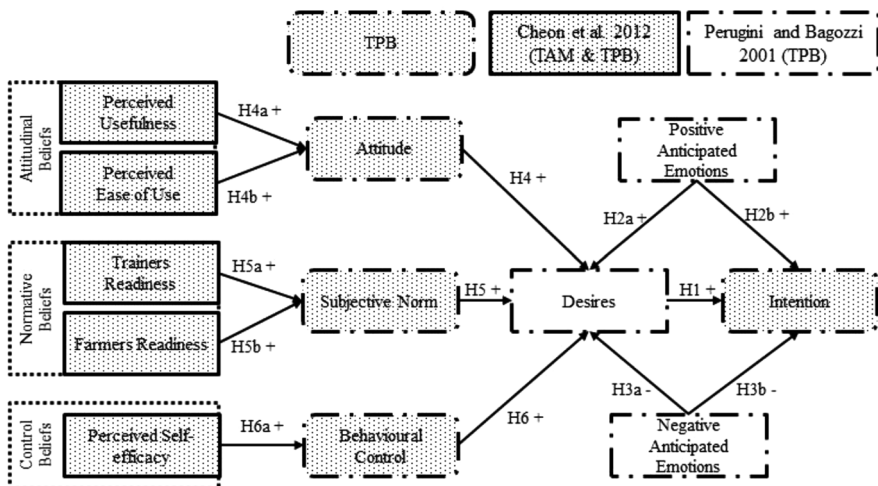 TPB
Cheon et al. 2012
(TAM & TPB)
Perugini and Bagozzi
2001 (TPB)
Attitudinal
Beliefs
Perceived
Usefulness
Perceived
Ease of Use
H4a +
H4b +
Attitude
H4 +
Positive
Anticipated
Emotions
H2a +
H2b +
Normative
Beliefs
Trainers
Readiness
Farmers Readiness
H5a +
H5b +
Subjective Norm
H5 +
Desires
H1 +
Intention
H3a -
H3b -
Control
Beliefs
Perceived Self-
efficacy
H6a +
Behavioural
Control
H6 +
Negative
Anticipated
Emotions